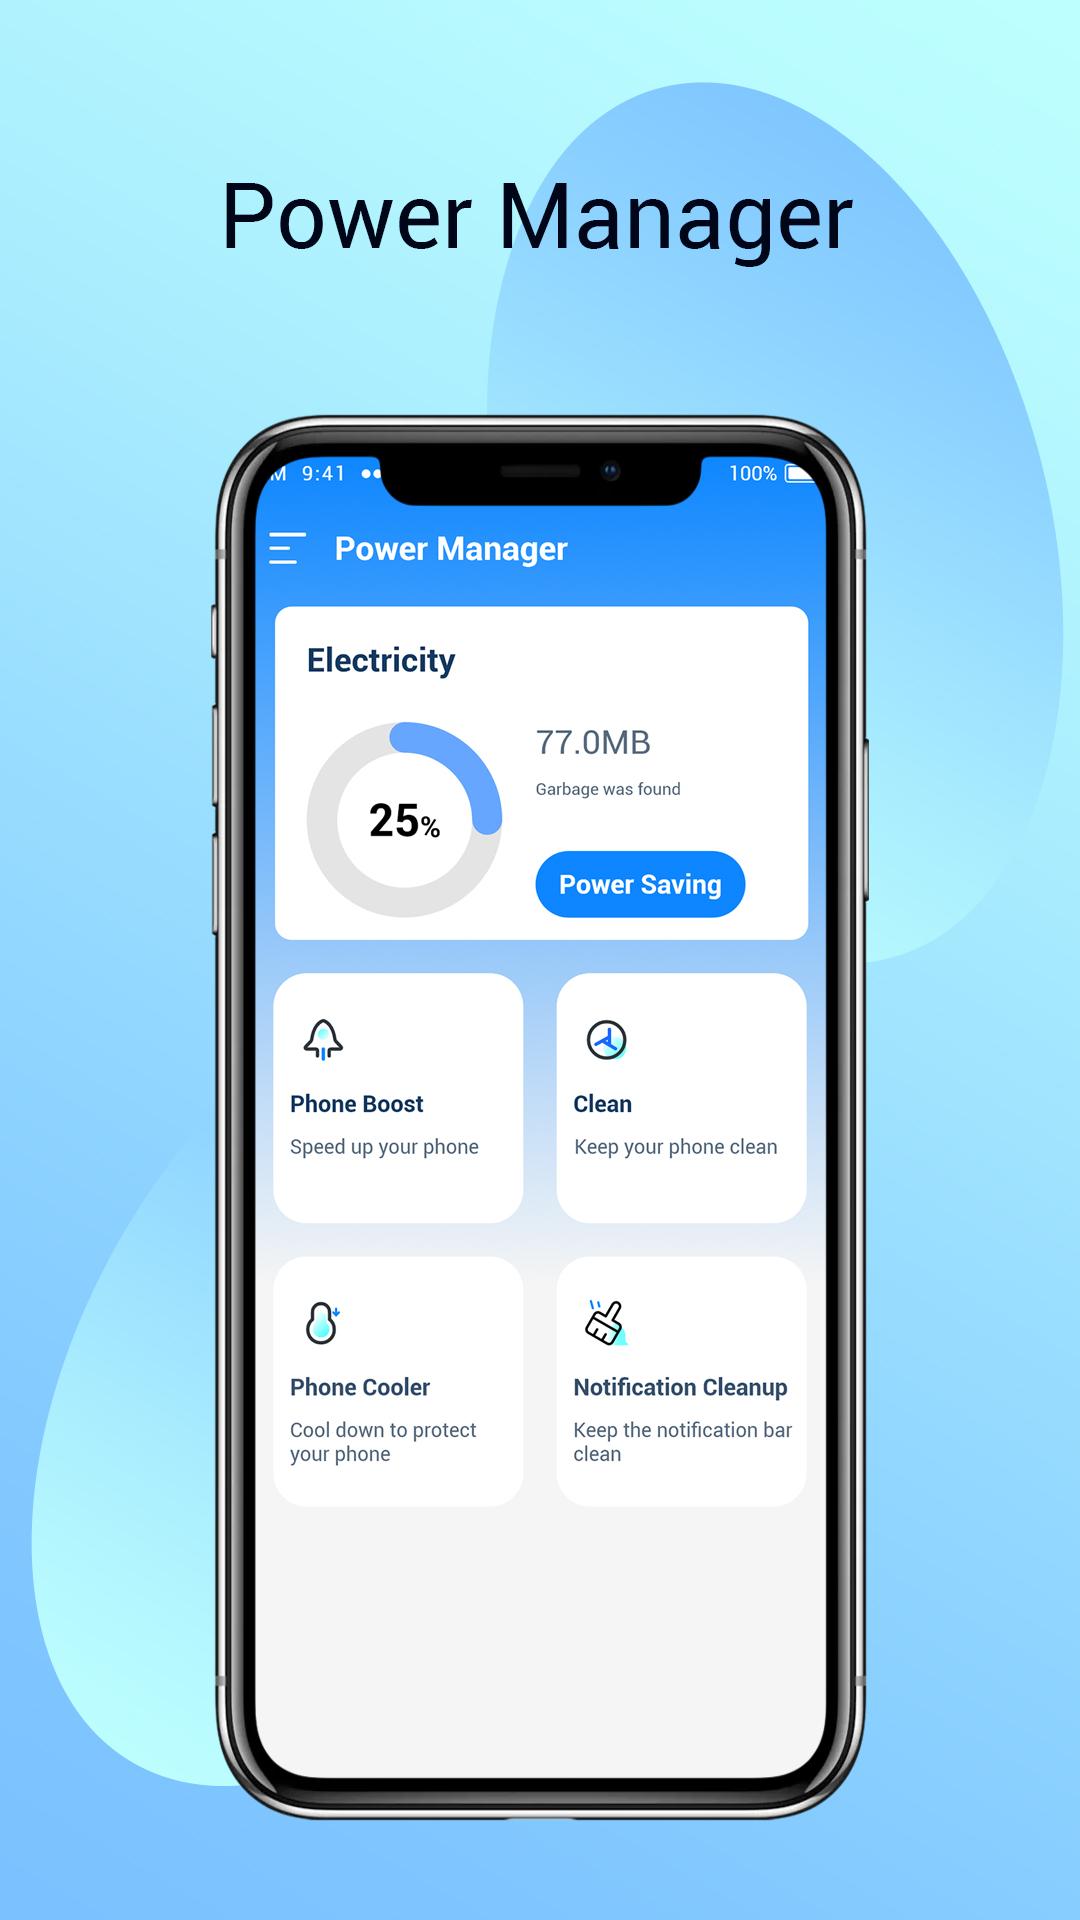 Power Manager
M 9:41 100%
Power Manager
Electricity
77.0MB
Garbage was found
25%
Power Saving
Phone Boost
Speed up your phone
Clean
Keep your phone clean
Phone Cooler
Cool down to protect
your phone
Notification Cleanup
Keep the notification bar
clean